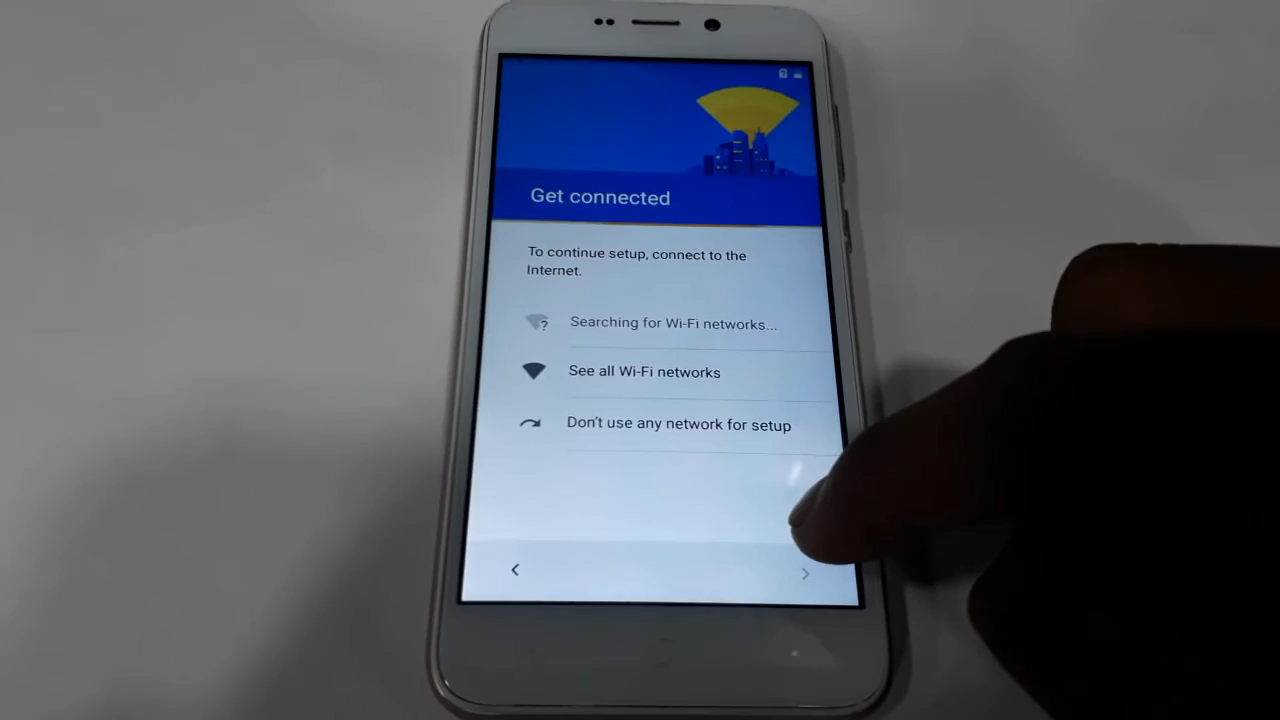 Get connected
To continue setup, connect to the
Internet.
Searching for Wi-Fi networks...
See all Wi-Fi networks
Don't use any network for setup